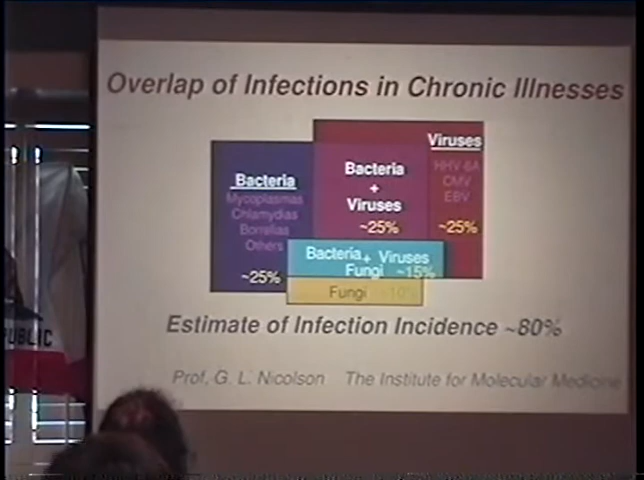 Overlap of Infections in Chronic Illnesses
Bacteria
Mycoplasmas
Chlamydias
Borrelias
Others
~25%
Bacteria
+
Viruses
~25%
Viruses
HHV-6A
CMV
EBV
~25%
Bacteria + Viruses
Fungi ~15%
Fungi ~10%
Estimate of Infection Incidence ~80%
Prof, G. L. Nicolson The Institute for Molecular Medicine
PUBLIC